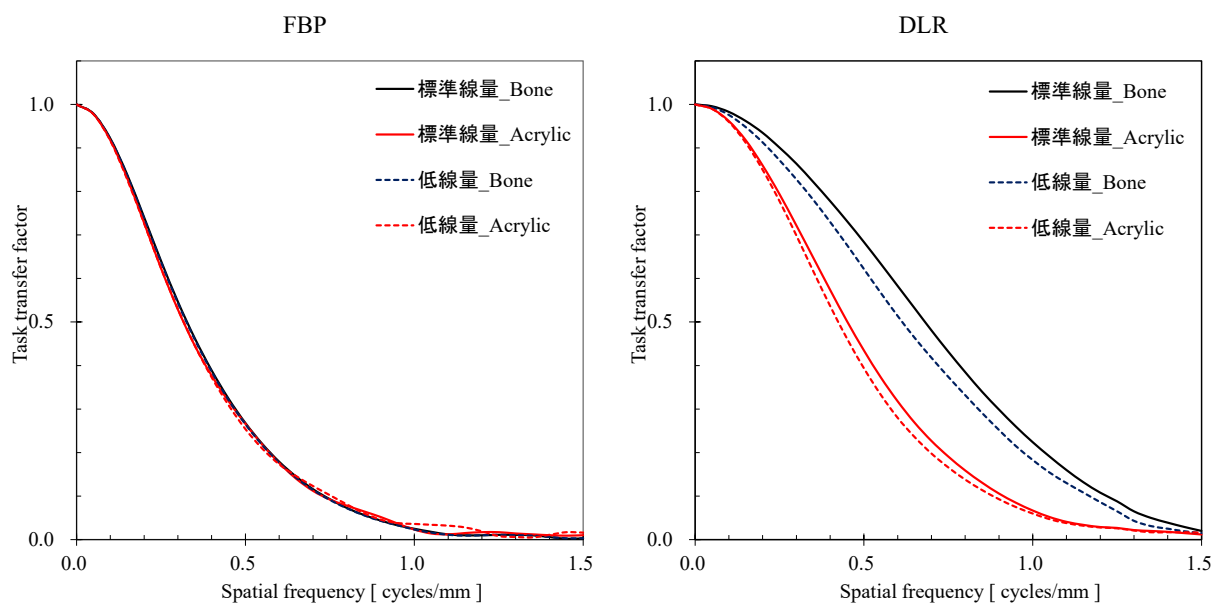 FBP
標準線量_Bone
標準線量_Acrylic
低線量_Bone
低線量_Acrylic
1.0
0.5
0.0
Task transfer factor
0.0
0.5
1.0
1.5
Spatial frequency [ cycles/mm ]
DLR
標準線量_Bone
標準線量_Acrylic
低線量_Bone
低線量_Acrylic
1.0
0.5
0.0
Task transfer factor
0.0
0.5
1.0
1.5
Spatial frequency [ cycles/mm ]